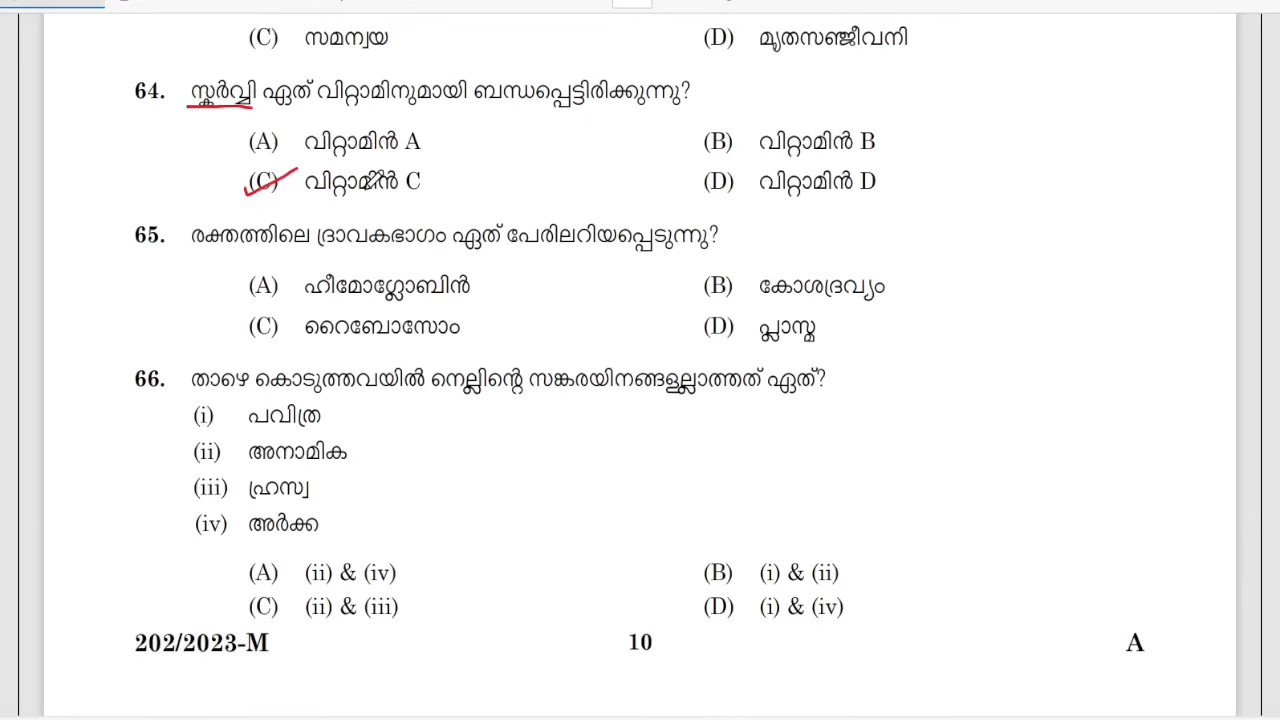 (C) സമന്വയ (D) മൃതസഞ്ജീവനി
64. സ്കർവ്വി ഏത് വിറ്റാമിനുമായി ബന്ധപ്പെട്ടിരിക്കുന്നു?
(A) വിറ്റാമിൻ A (B) വിറ്റാമിൻ B
(C) വിറ്റാമിൻ C (D) വിറ്റാമിൻ D
65. രക്തത്തിലെ ദ്രാവകഭാഗം ഏത് പേരിലറിയപ്പെടുന്നു?
(A) ഹീമോഗ്ലോബിൻ (B) കോശദ്രവ്യം
(C) റൈബോസോം (D) പ്ലാസ്മ
66. താഴെ കൊടുത്തവയിൽ നെല്ലിന്റെ സങ്കരയിനങ്ങളല്ലാത്തത് ഏത്?
(i) പവിത്ര
(ii) അനാമിക
(iii) ഹ്രസ്വ
(iv) അർക്ക
(A) (ii) & (iv) (B) (i) & (ii)
(C) (ii) & (iii) (D) (i) & (iv)
202/2023-M 10 A